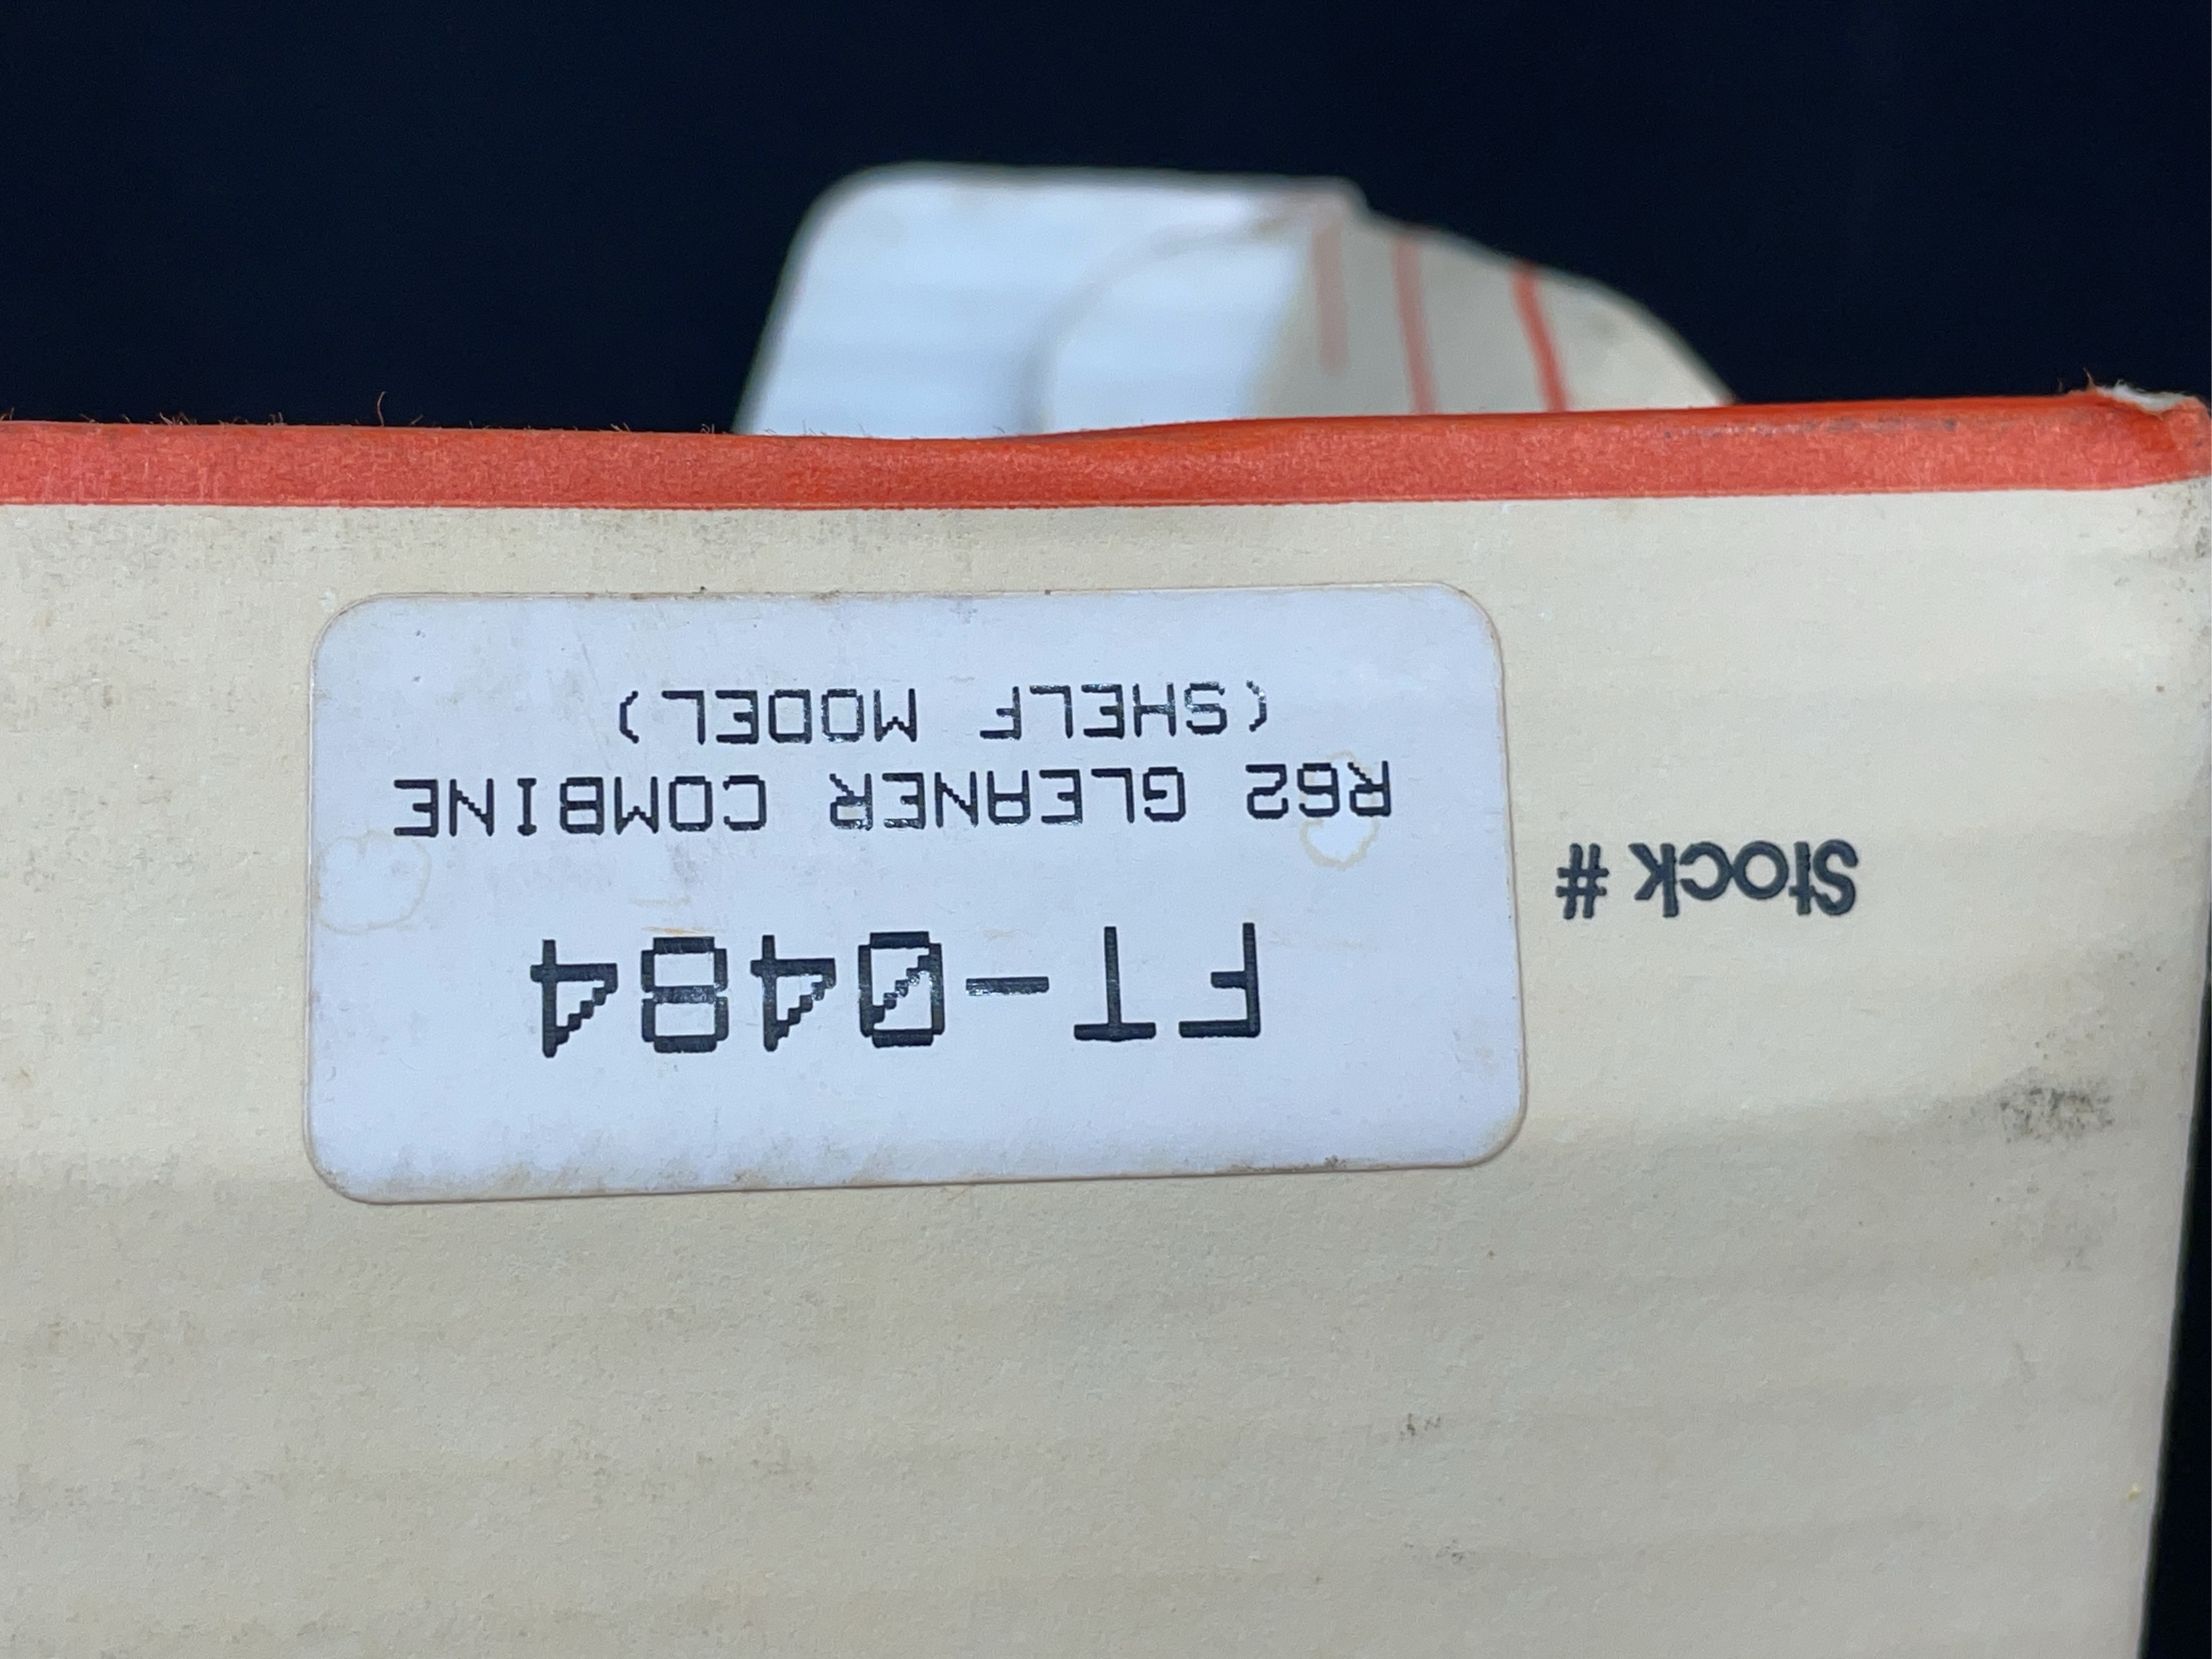 Stock #
FT-0484
R62 GLEANER COMBINE
(SHELF MODEL)